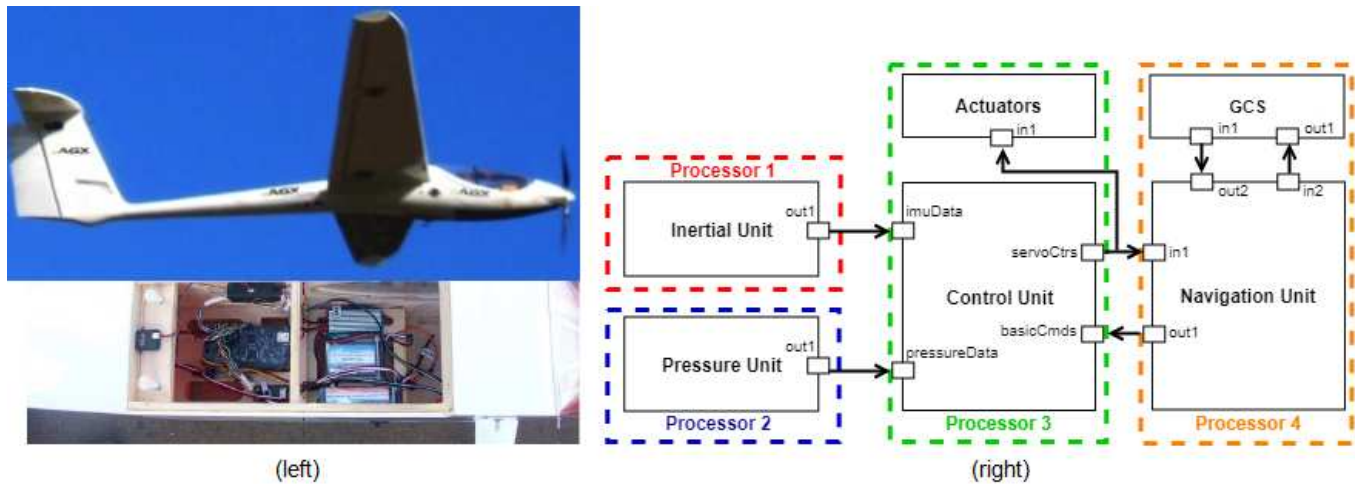 AGX
AGX
AGX
(left)
Processor 1
Inertial Unit
out1
Pressure Unit
out1
Processor 2
Actuators
in1
imuData
servoCtrs
Control Unit
basicCmds
pressureData
Processor 3
GCS
in1
out1
out2
in2
in1
Navigation Unit
out1
Processor 4
(right)